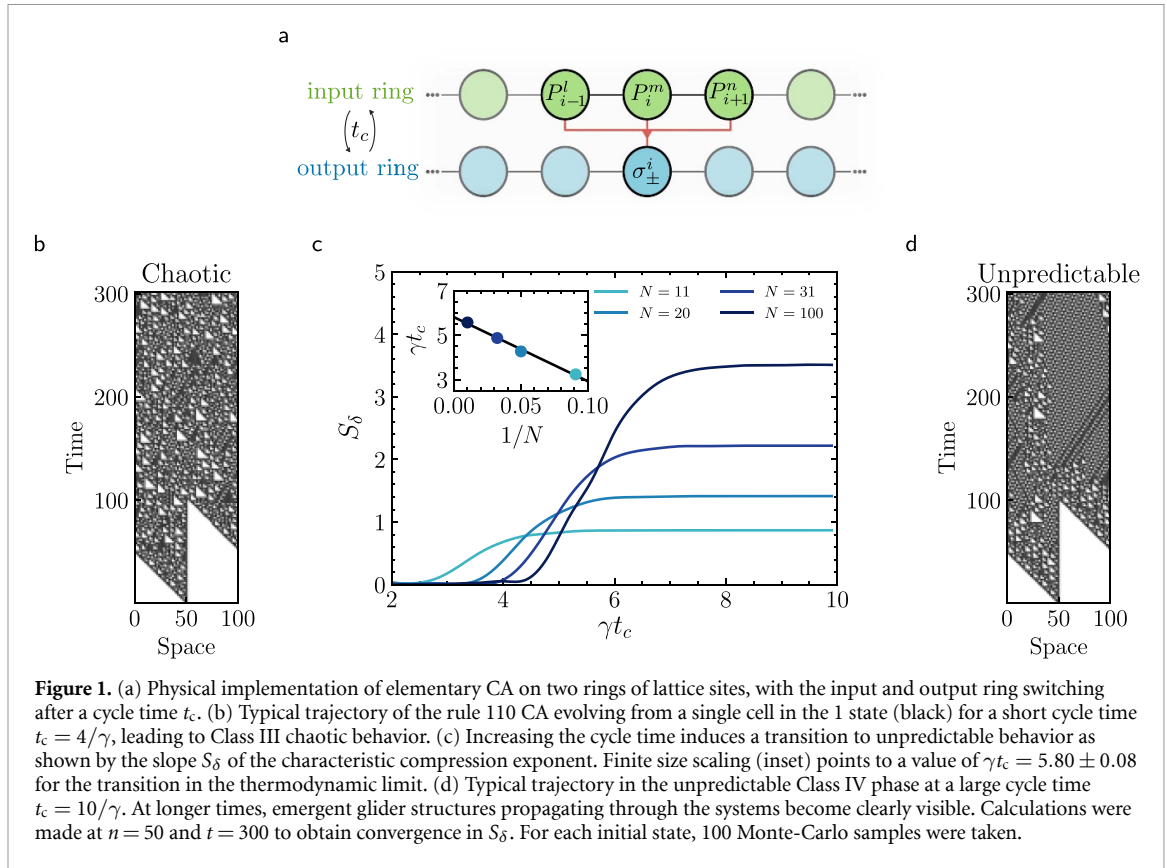 a
input ring
t_c
output ring
... P^l_{i-1} P^m_i P^n_{i+1} ...
... σ^i_± ...
b
c
d
Chaotic
Time
300
200
100
0 50 100
Space
S_δ
5
4
3
2
1
0
2 4 6 8 10
γt_c
N = 11
N = 20
N = 31
N = 100
γt_c
7
5
3
0.00 0.05 0.10
1/N
Unpredictable
Time
300
200
100
0 50 100
Space
Figure 1. (a) Physical implementation of elementary CA on two rings of lattice sites, with the input and output ring switching
after a cycle time t_c. (b) Typical trajectory of the rule 110 CA evolving from a single cell in the 1 state (black) for a short cycle time
t_c = 4/γ, leading to Class III chaotic behavior. (c) Increasing the cycle time induces a transition to unpredictable behavior as
shown by the slope S_δ of the characteristic compression exponent. Finite size scaling (inset) points to a value of γt_c = 5.80 ± 0.08
for the transition in the thermodynamic limit. (d) Typical trajectory in the unpredictable Class IV phase at a large cycle time
t_c = 10/γ. At longer times, emergent glider structures propagating through the systems become clearly visible. Calculations were
made at n = 50 and t = 300 to obtain convergence in S_δ. For each initial state, 100 Monte-Carlo samples were taken.